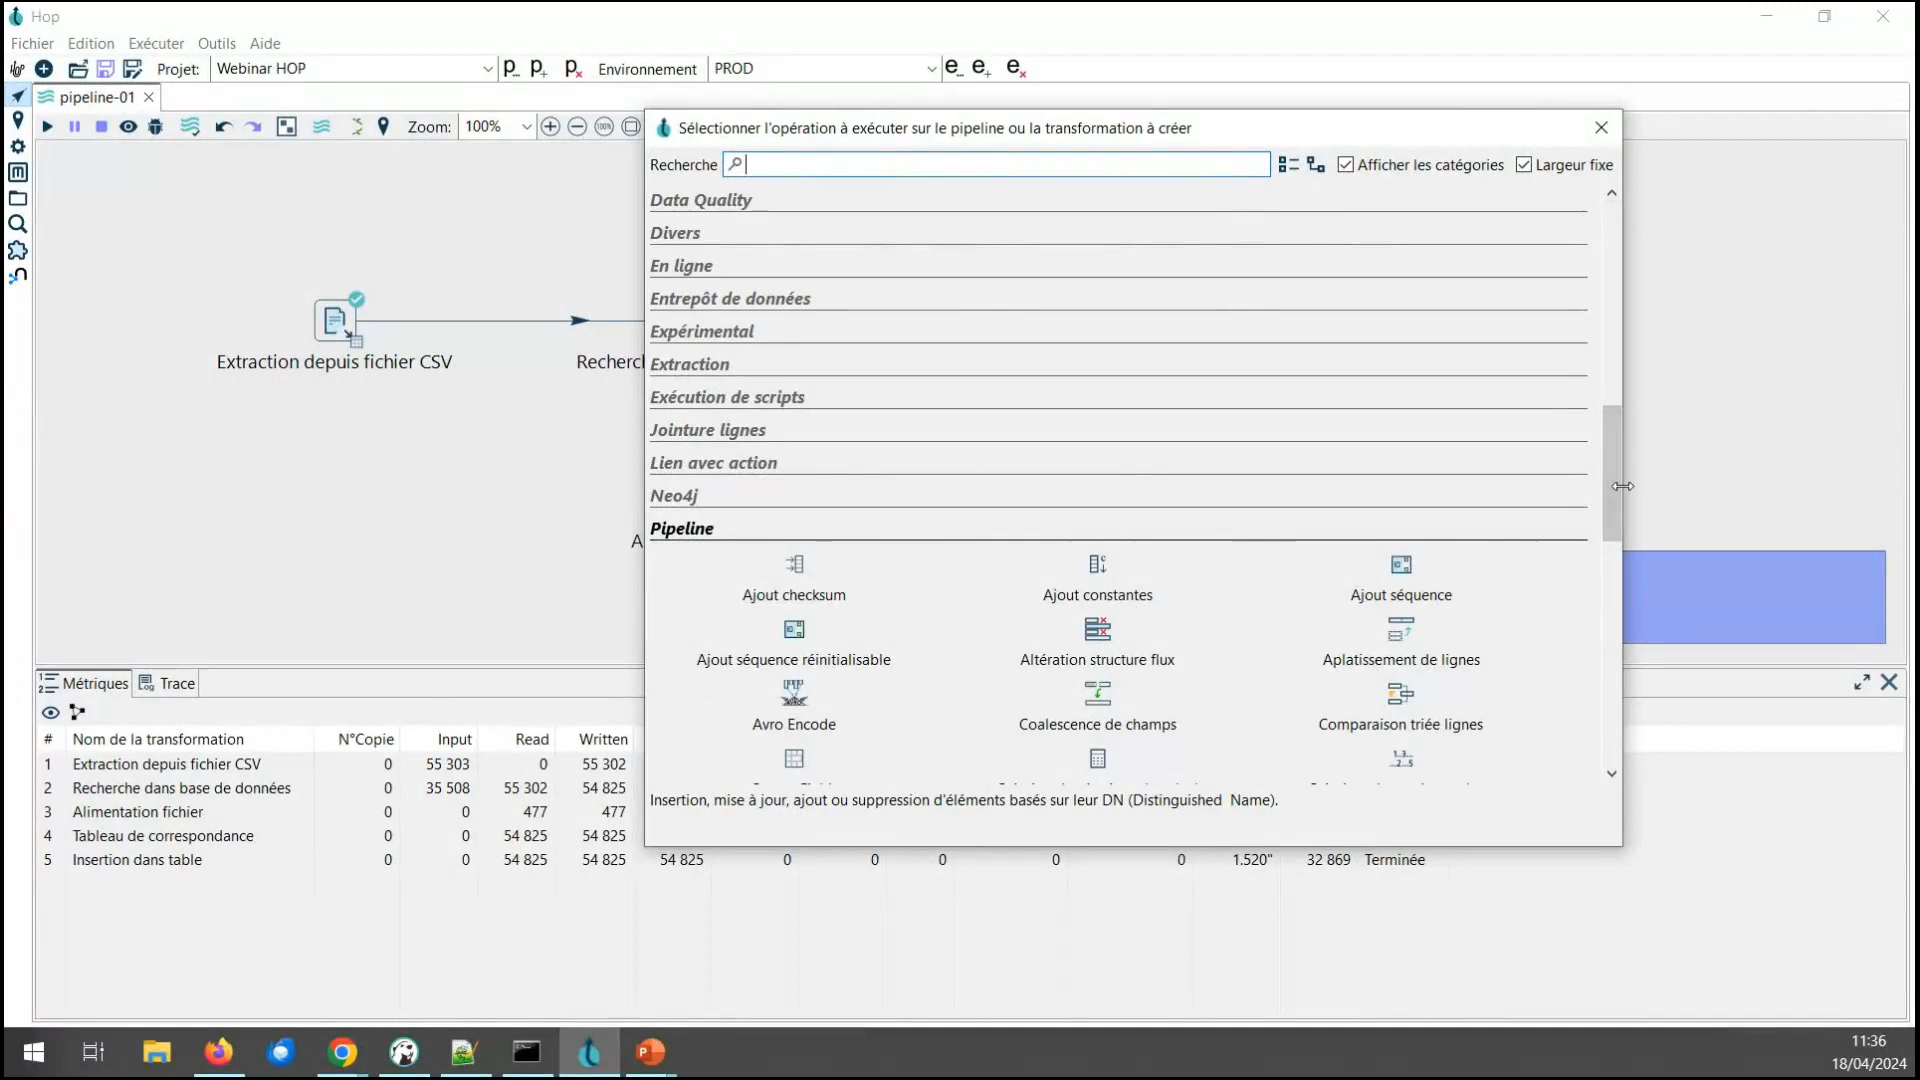 Hop
Fichier Edition Exécuter Outils Aide
Projet: Webinar HOP Environnement PROD
pipeline-01
Zoom: 100%
Sélectionner l'opération à exécuter sur le pipeline ou la transformation à créer
Recherche Afficher les catégories Largeur fixe
Data Quality
Divers
En ligne
Entrepôt de données
Expérimental
Extraction
Exécution de scripts
Jointure lignes
Lien avec action
Neo4j
Pipeline
Ajout checksum Ajout constantes Ajout séquence
Ajout séquence réinitialisable Altération structure flux Aplatissement de lignes
Avro Encode Coalescence de champs Comparaison triée lignes
Insertion, mise à jour, ajout ou suppression d'éléments basés sur leur DN (Distinguished Name).
Extraction depuis fichier CSV
Recherc
A
Métriques Trace
# Nom de la transformation N°Copie Input Read Written
1 Extraction depuis fichier CSV 0 55 303 0 55 302
2 Recherche dans base de données 0 35 508 55 302 54 825
3 Alimentation fichier 0 0 477 477
4 Tableau de correspondance 0 0 54 825 54 825
5 Insertion dans table 0 0 54 825 54 825 54 825 0 0 0 0 0 1.520" 32 869 Terminée
11:36
18/04/2024